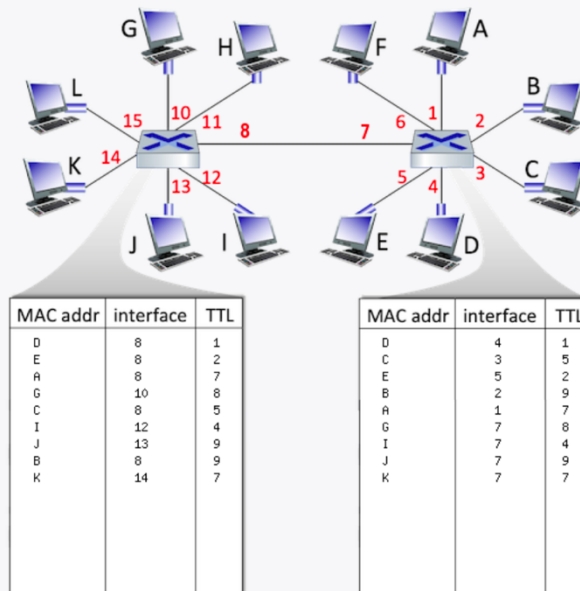 G H F A
L B
15 10 11 8 7 6 1 2
K 14 C
13 12 5 4 3
J I E D
MAC addr interface TTL
D 8 1
E 8 2
A 8 7
G 10 8
C 8 5
I 12 4
J 13 9
B 8 9
K 14 7
MAC addr interface TTL
D 4 1
C 3 5
E 5 2
B 2 9
A 1 7
G 7 8
I 7 4
J 7 9
K 7 7